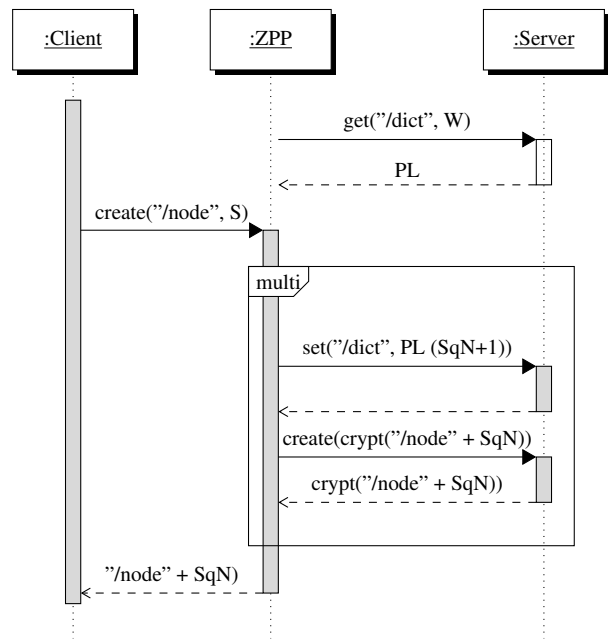 :Client
:ZPP
:Server
get(”/dict”, W)
PL
create(”/node”, S)
multi
set(”/dict”, PL (SqN+1))
create(crypt(”/node” + SqN))
crypt(”/node” + SqN))
”/node” + SqN)